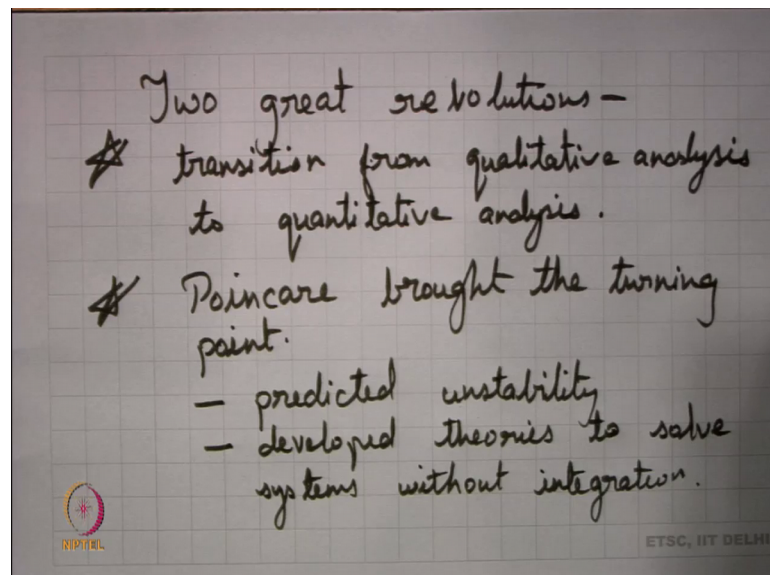 Two great revolutions -
* transition from qualitative analysis
to quantitative analysis.
* Poincare brought the turning
point.
- predicted unstability
- developed theories to solve
systems without integration.
NPTEL
ETSC, IIT DELHI